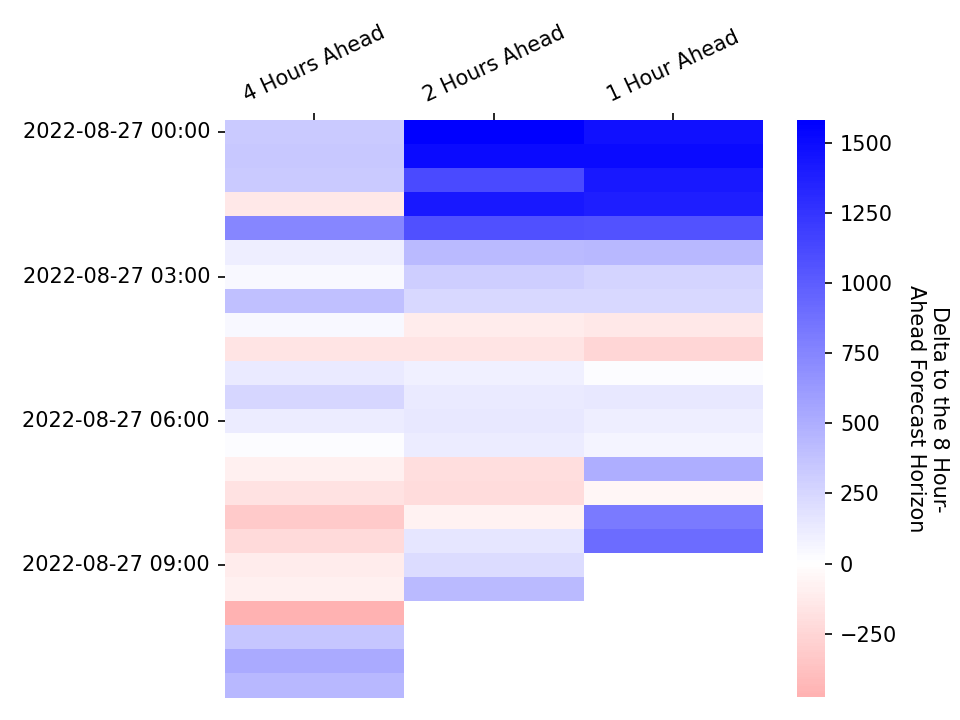 4 Hours Ahead
2 Hours Ahead
1 Hour Ahead
2022-08-27 00:00
2022-08-27 03:00
2022-08-27 06:00
2022-08-27 09:00
1500
1250
1000
750
500
250
0
−250
Delta to the 8 Hour-
Ahead Forecast Horizon